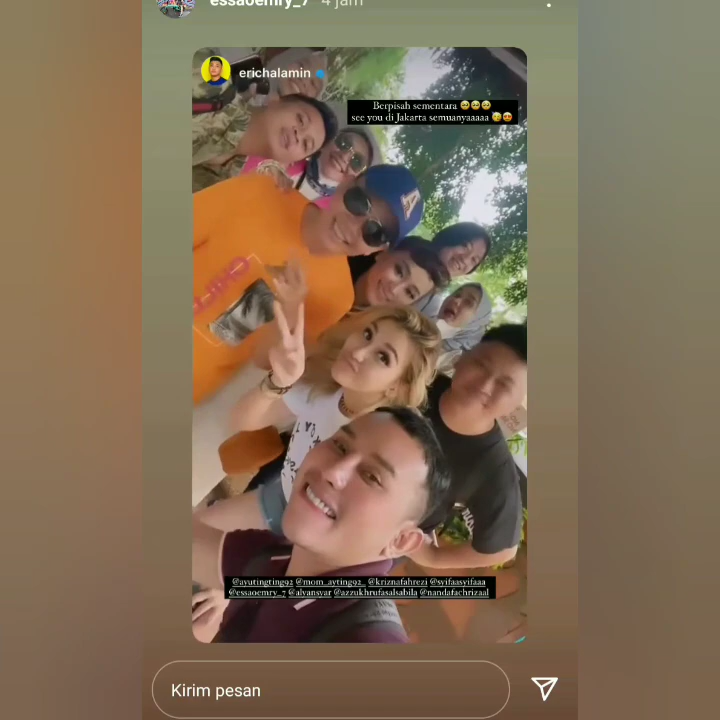 essaoemry_7 4 jam
erichalamin
Berpisah sementara 🥺🥺🥺
see you di Jakarta semuanyaaaaa 😥😍
A
@ayutingting92 @mom_ayting92_ @kriznafahrezi @syifaasyifaaa
@essaoemry_7 @alvansyar @azzukhrufasalsabila @nandafachrizaal
Kirim pesan